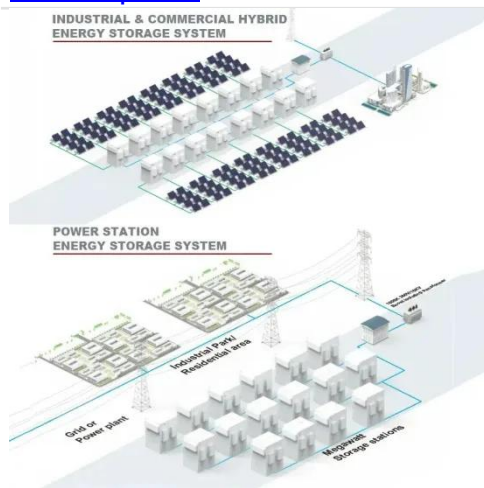 INDUSTRIAL & COMMERCIAL HYBRID
ENERGY STORAGE SYSTEM
POWER STATION
ENERGY STORAGE SYSTEM
Industrial Park/
Residential area
Grid or
Power plant
Megawatt
Storage stations